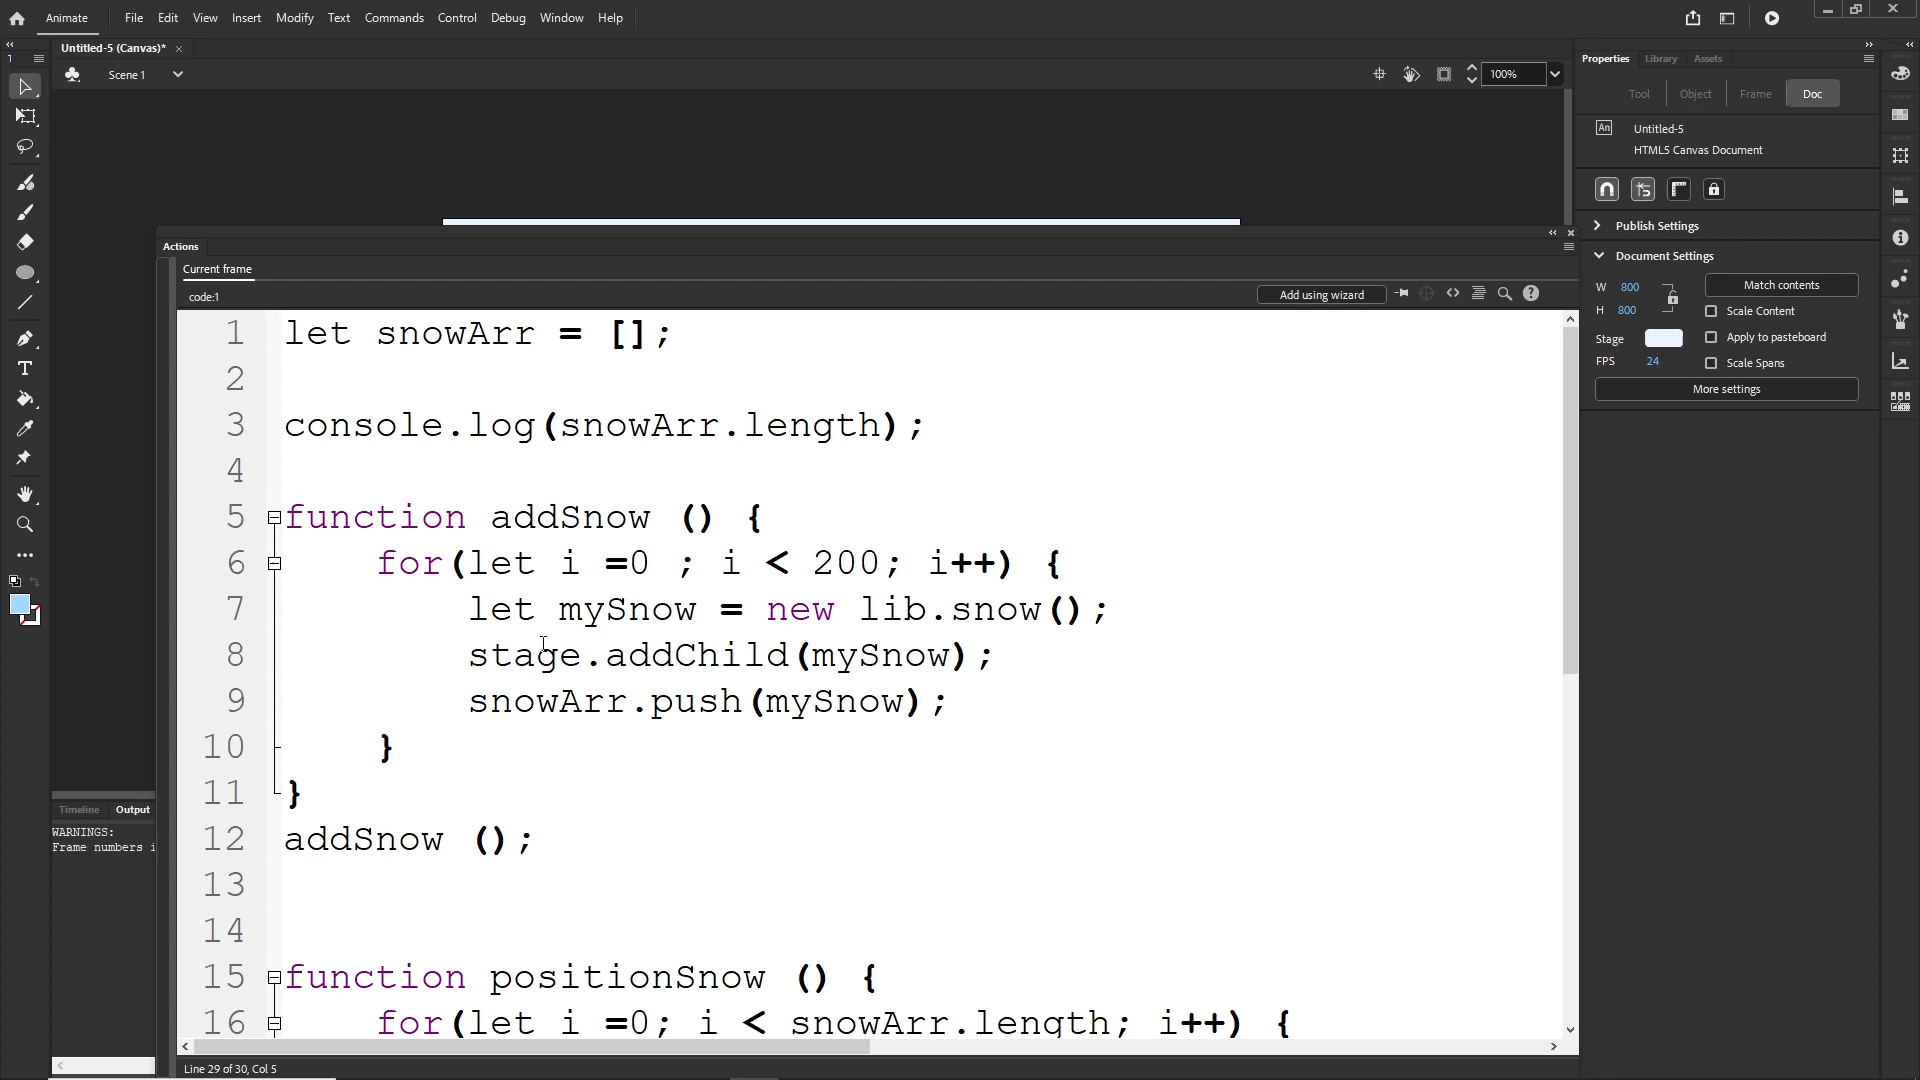 Animate File Edit View Insert Modify Text Commands Control Debug Window Help
Untitled-5 (Canvas)*
Scene 1
100%
Properties Library Assets
Tool Object Frame Doc
An Untitled-5
HTML5 Canvas Document
Publish Settings
Document Settings
W 800 Match contents
H 800 Scale Content
Stage Apply to pasteboard
FPS 24 Scale Spans
More settings
Actions
Current frame
code:1
Add using wizard
1 let snowArr = [];
2
3 console.log(snowArr.length);
4
5 function addSnow () {
6 for(let i =0 ; i < 200; i++) {
7 let mySnow = new lib.snow();
8 stage.addChild(mySnow);
9 snowArr.push(mySnow);
10 }
11 }
12 addSnow ();
13
14
15 function positionSnow () {
16 for(let i =0; i < snowArr.length; i++) {
Line 29 of 30, Col 5
Timeline Output
WARNINGS:
Frame numbers i